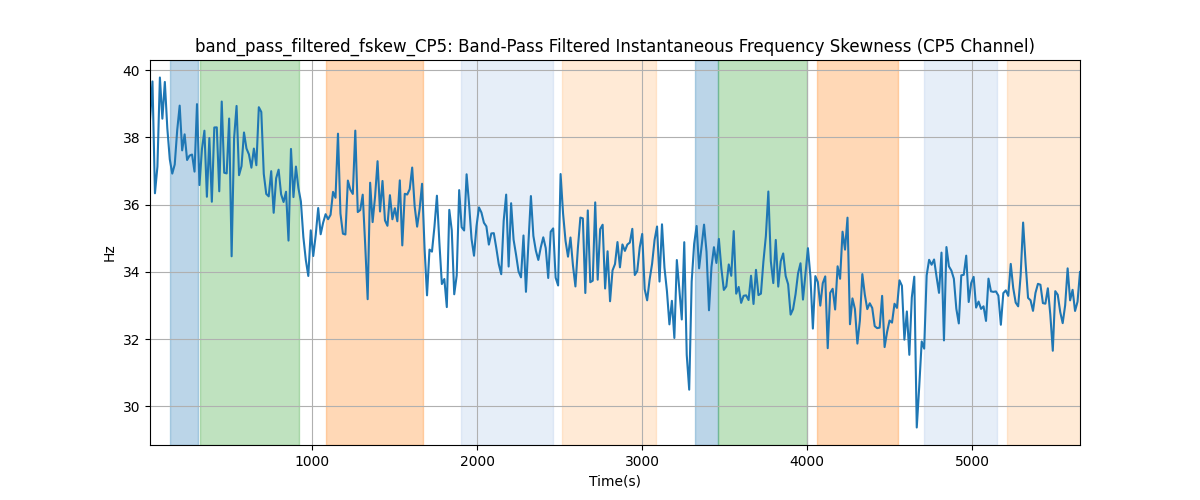 band_pass_filtered_fskew_CP5: Band-Pass Filtered Instantaneous Frequency Skewness (CP5 Channel)
40
38
36
34
32
30
Hz
1000 2000 3000 4000 5000
Time(s)